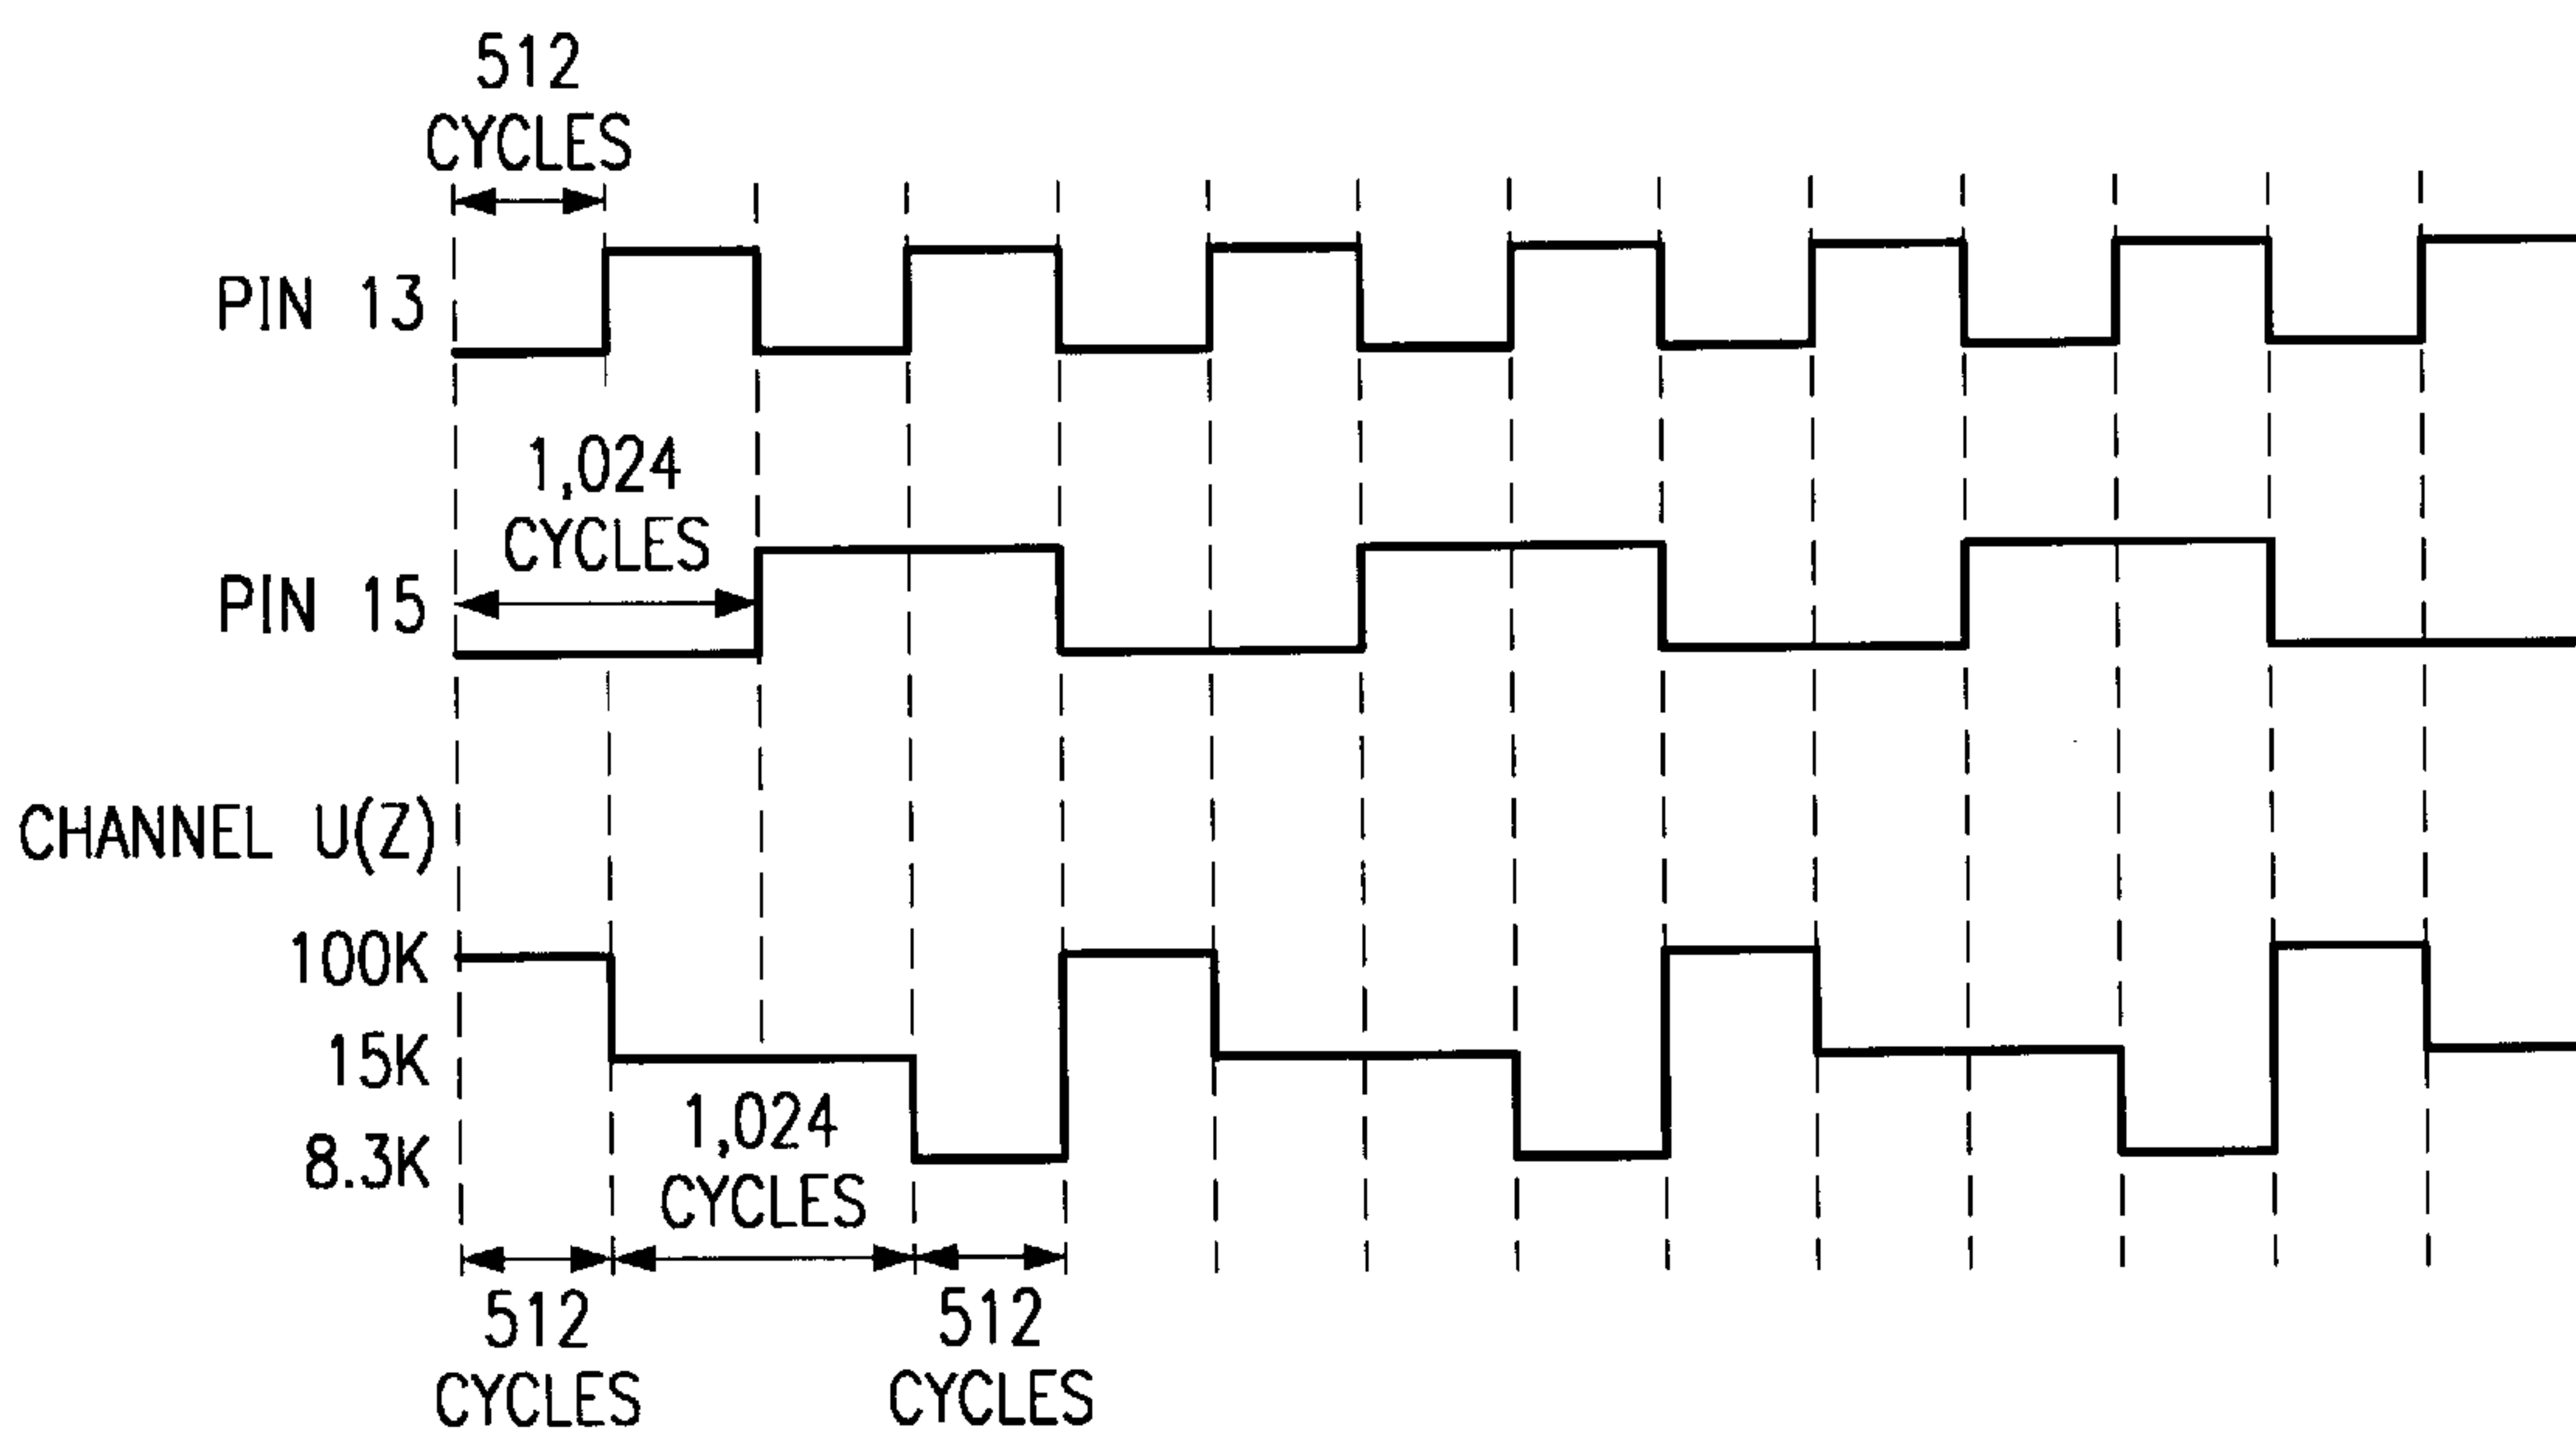 512
CYCLES
PIN 13
1,024
CYCLES
PIN 15
CHANNEL U(Z)
100K
15K
8.3K
1,024
CYCLES
512
CYCLES
512
CYCLES